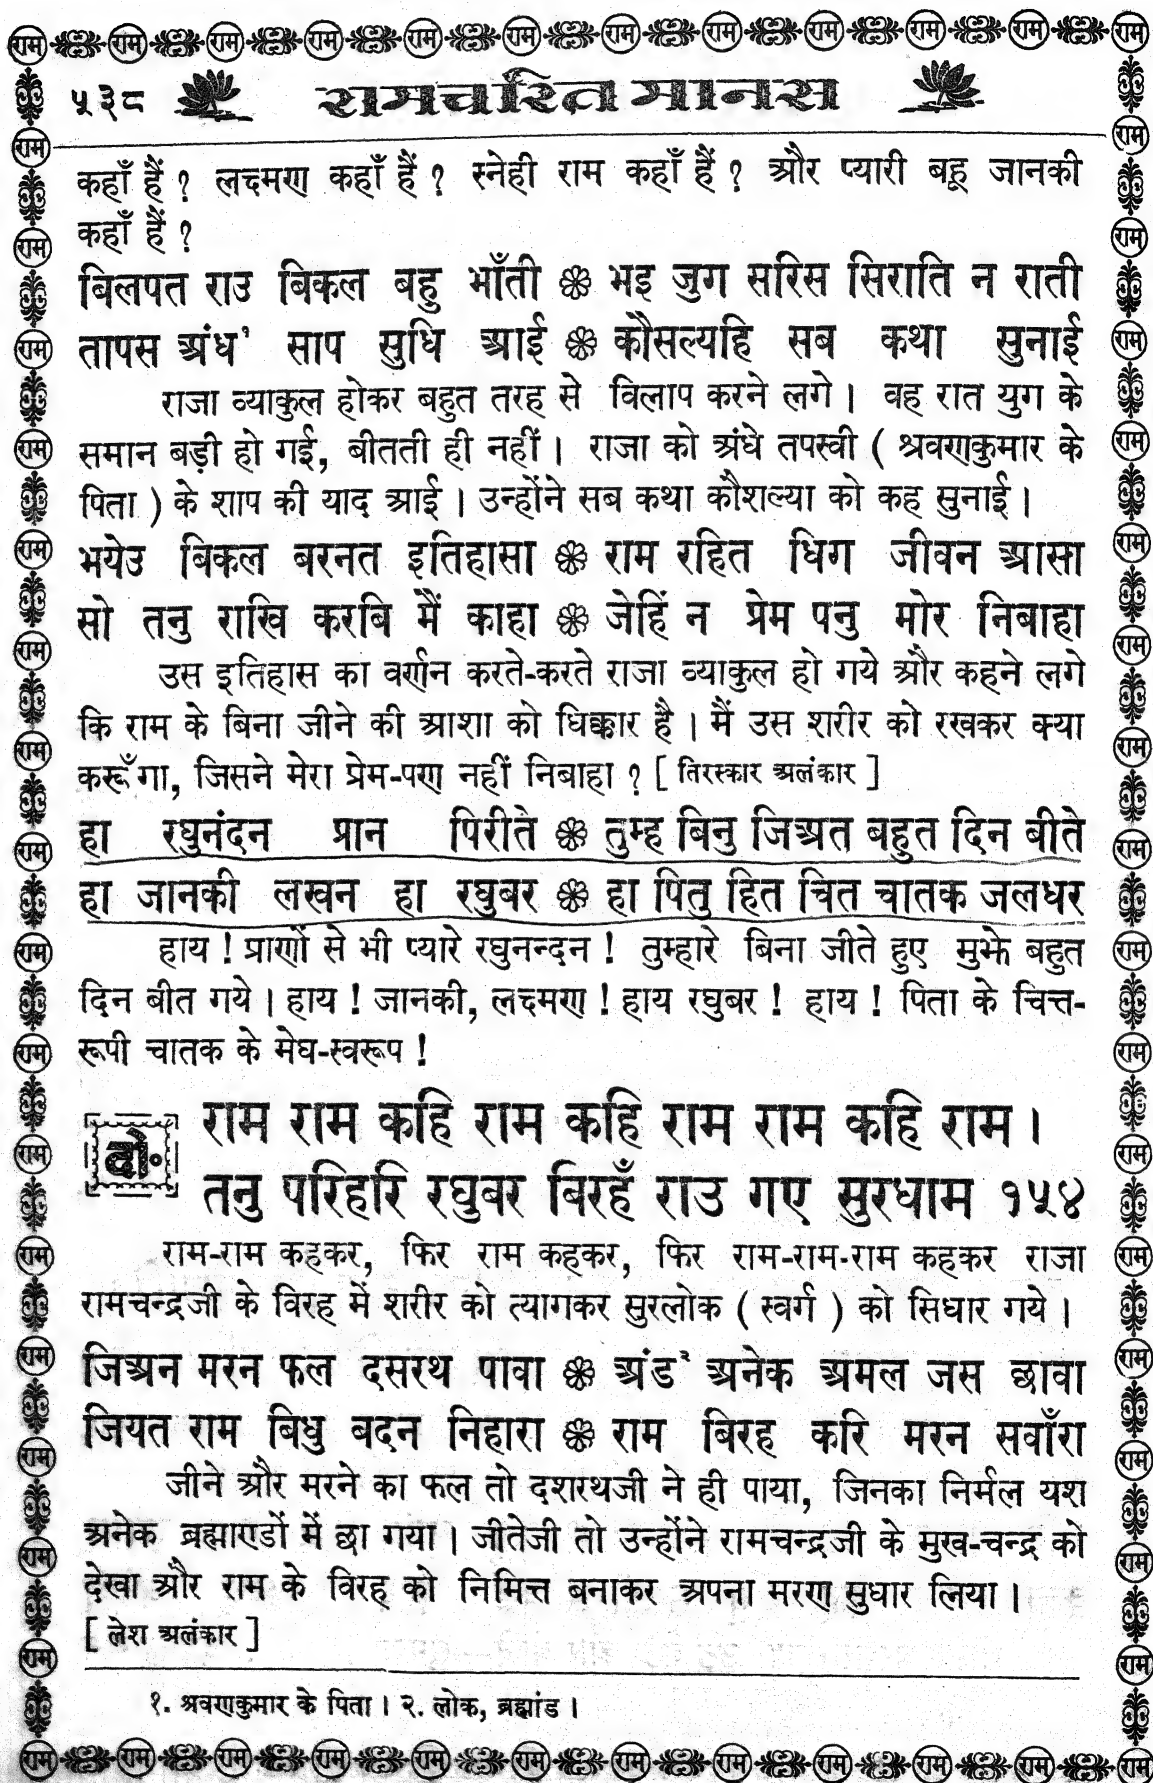 ५३८ रामचरितमानस
कहाँ हैं ? लक्ष्मण कहाँ हैं ? स्नेही राम कहाँ हैं ? और प्यारी बहू जानकी
कहाँ हैं ?
बिलपत राउ बिकल बहु भाँती ❀ भइ जुग सरिस सिराति न राती
तापस अंध१ साप सुधि आई ❀ कौसल्यहि सब कथा सुनाई
राजा व्याकुल होकर बहुत तरह से विलाप करने लगे। वह रात युग के
समान बड़ी हो गई, बीतती ही नहीं। राजा को अंधे तपस्वी ( श्रवणकुमार के
पिता ) के शाप की याद आई। उन्होंने सब कथा कौशल्या को कह सुनाई।
भयेउ बिकल बरनत इतिहासा ❀ राम रहित धिग जीवन आसा
सो तनु राखि करबि मैं काहा ❀ जेहिं न प्रेम पनु मोर निबाहा
उस इतिहास का वर्णन करते-करते राजा व्याकुल हो गये और कहने लगे
कि राम के बिना जीने की आशा को धिक्कार है। मैं उस शरीर को रखकर क्या
करूँगा, जिसने मेरा प्रेम-पण नहीं निबाहा ? [ तिरस्कार अलंकार ]
हा रघुनंदन प्रान पिरीते ❀ तुम्ह बिनु जिअत बहुत दिन बीते
हा जानकी लखन हा रघुबर ❀ हा पितु हित चित चातक जलधर
हाय ! प्राणों से भी प्यारे रघुनन्दन ! तुम्हारे बिना जीते हुए मुझे बहुत
दिन बीत गये। हाय ! जानकी, लक्ष्मण ! हाय रघुबर ! हाय ! पिता के चित्त-
रूपी चातक के मेघ-स्वरूप !
दो० राम राम कहि राम कहि राम राम कहि राम।
तनु परिहरि रघुबर बिरहँ राउ गए सुरधाम १५४
राम-राम कहकर, फिर राम कहकर, फिर राम-राम-राम कहकर राजा
रामचन्द्रजी के विरह में शरीर को त्यागकर सुरलोक ( स्वर्ग ) को सिधार गये।
जिअन मरन फल दसरथ पावा ❀ अंड२ अनेक अमल जस छावा
जियत राम बिधु बदन निहारा ❀ राम बिरह करि मरन सवाँरा
जीने और मरने का फल तो दशरथजी ने ही पाया, जिनका निर्मल यश
अनेक ब्रह्माण्डों में छा गया। जीतेजी तो उन्होंने रामचन्द्रजी के मुख-चन्द्र को
देखा और राम के विरह को निमित्त बनाकर अपना मरण सुधार लिया।
[ लेश अलंकार ]
१. श्रवणकुमार के पिता। २. लोक, ब्रह्मांड।